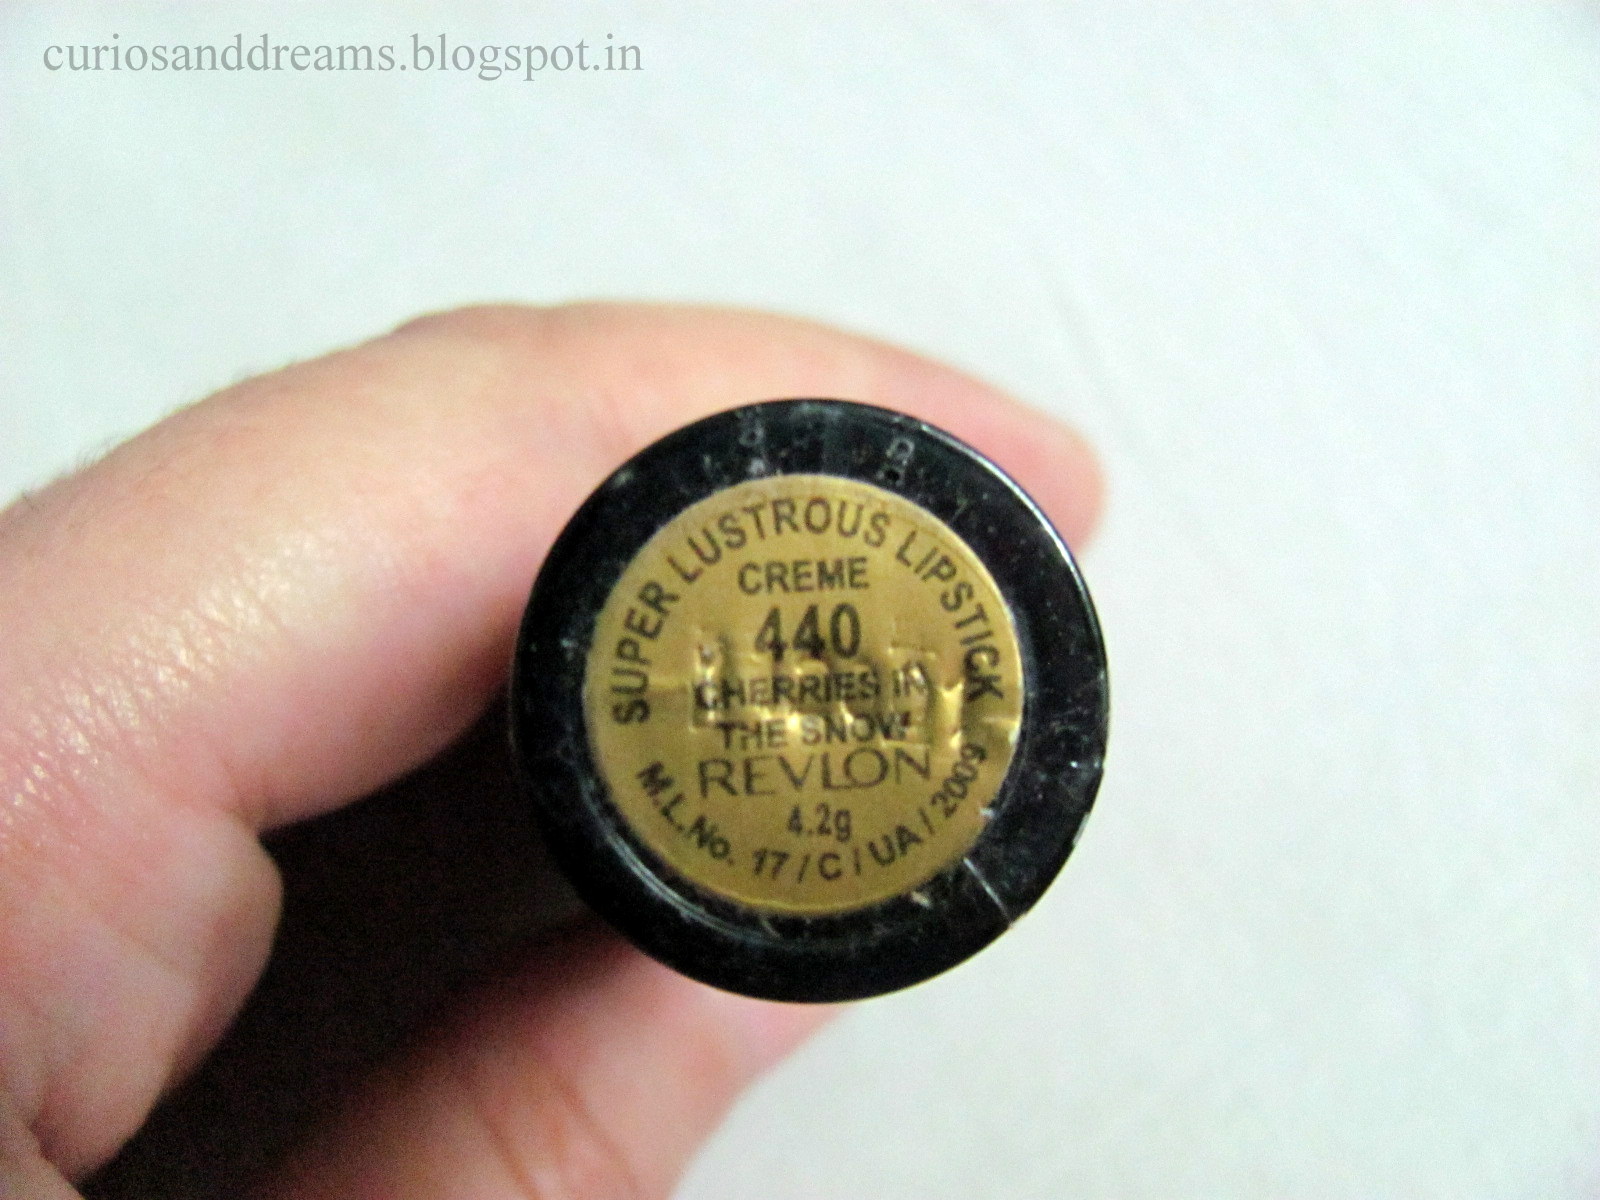 curiosanddreams.blogspot.in
SUPER LUSTROUS LIPSTICK
CREME
440
CHERRIES IN
THE SNOW
REVLON
4.2g
M.L.No. 17/C/UA/2009